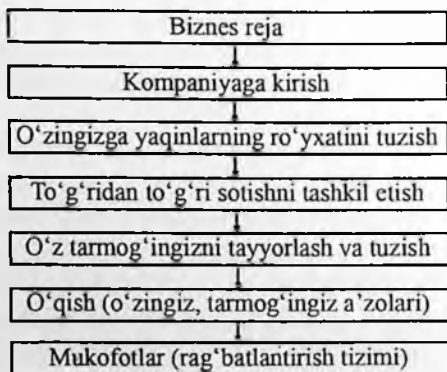 Biznes reja
Kompaniyaga kirish
O‘zingizga yaqinlarning ro‘yxatini tuzish
To‘g‘ridan to‘g‘ri sotishni tashkil etish
O‘z tarmog‘ingizni tayyorlash va tuzish
O‘qish (o‘zingiz, tarmog‘ingiz a’zolari)
Mukofotlar (rag‘batlantirish tizimi)